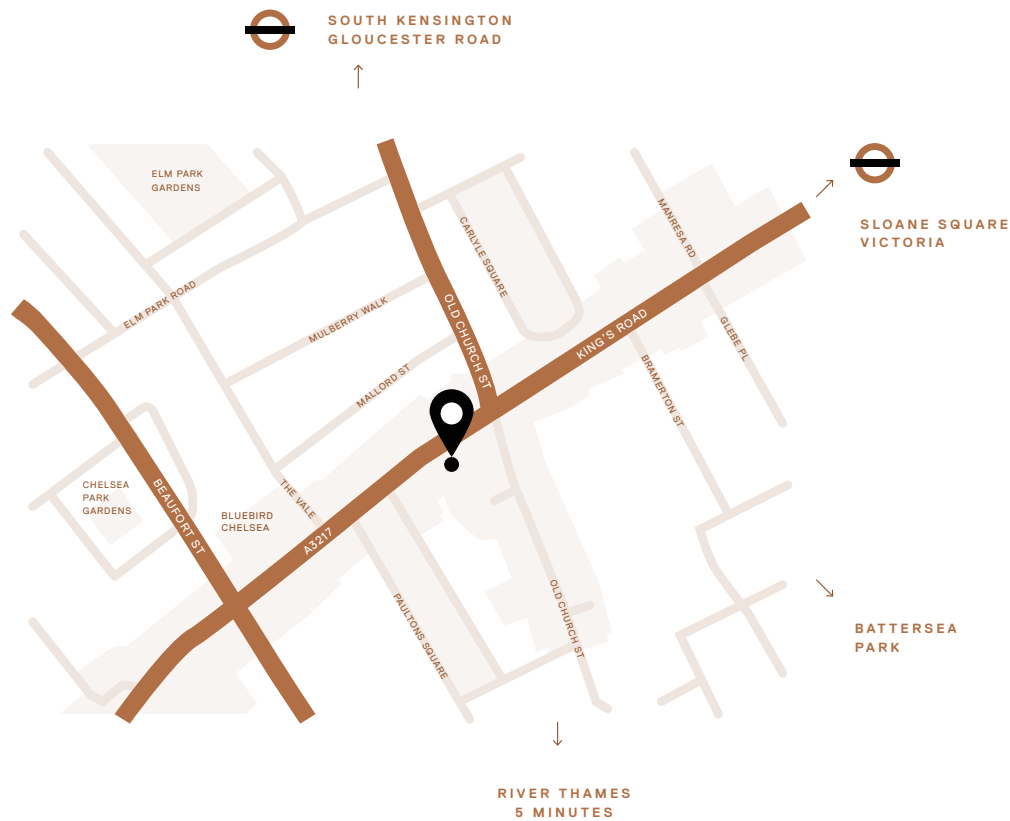 SOUTH KENSINGTON
GLOUCESTER ROAD
ELM PARK
GARDENS
SLOANE SQUARE
VICTORIA
MANRESA RD
CARLYLE SQUARE
ELM PARK ROAD
MULBERRY WALK
OLD CHURCH ST
KING'S ROAD
GLEBE PL
MALLORD ST
BRAMERTON ST
CHELSEA
PARK
GARDENS
BEAUFORT ST
BLUEBIRD
CHELSEA
THE VALE
A3217
PAULTONS SQUARE
OLD CHURCH ST
BATTERSEA
PARK
RIVER THAMES
5 MINUTES